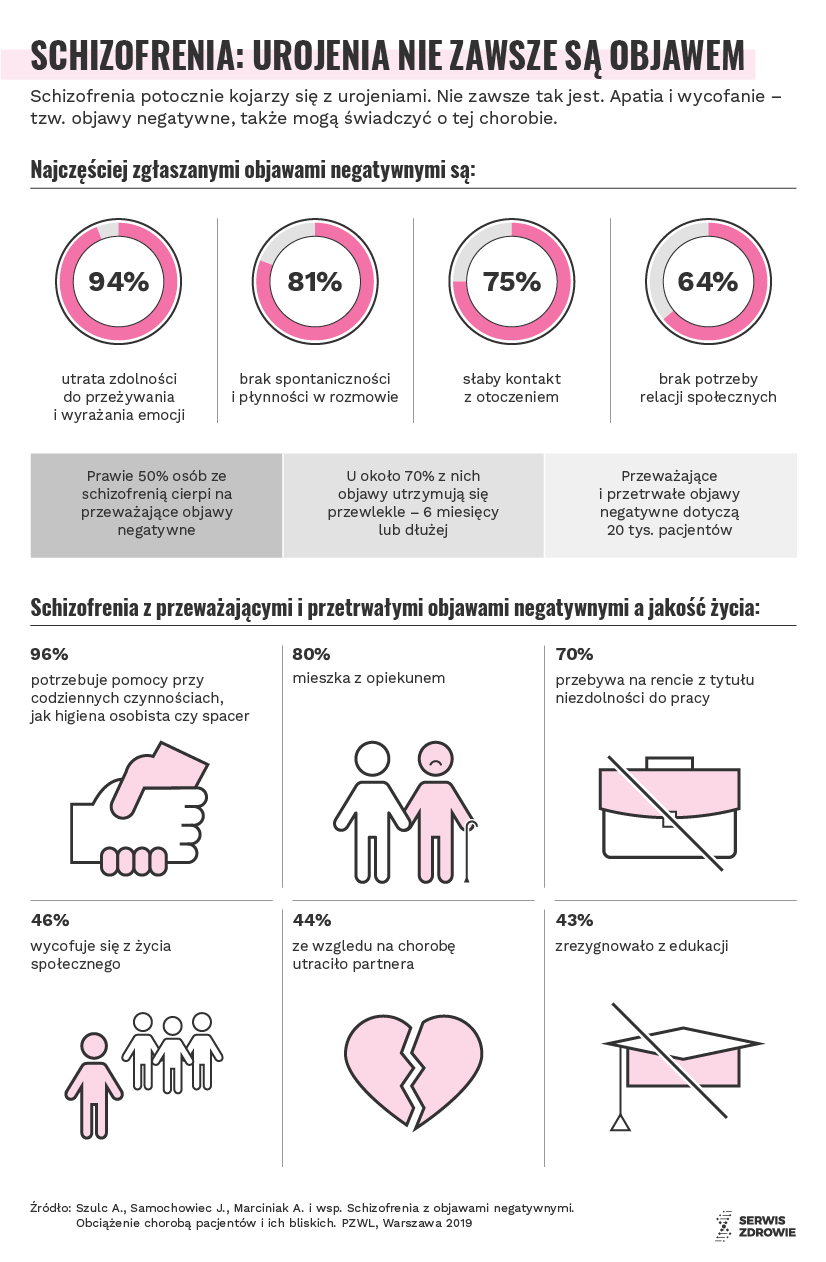 SCHIZOFRENIA: UROJENIA NIE ZAWSZE SĄ OBJAWEM
Schizofrenia potocznie kojarzy się z urojeniami. Nie zawsze tak jest. Apatia i wycofanie –
tzw. objawy negatywne, także mogą świadczyć o tej chorobie.
Najczęściej zgłaszanymi objawami negatywnymi są:
94%
utrata zdolności
do przeżywania
i wyrażania emocji
81%
brak spontaniczności
i płynności w rozmowie
75%
słaby kontakt
z otoczeniem
64%
brak potrzeby
relacji społecznych
Prawie 50% osób ze
schizofrenią cierpi na
przeważające objawy
negatywne
U około 70% z nich
objawy utrzymują się
przewlekle – 6 miesięcy
lub dłużej
Przeważające
i przetrwałe objawy
negatywne dotyczą
20 tys. pacjentów
Schizofrenia z przeważającymi i przetrwałymi objawami negatywnymi a jakość życia:
96%
potrzebuje pomocy przy
codziennych czynnościach,
jak higiena osobista czy spacer
80%
mieszka z opiekunem
70%
przebywa na rencie z tytułu
niezdolności do pracy
46%
wycofuje się z życia
społecznego
44%
ze wzgledu na chorobę
utraciło partnera
43%
zrezygnowało z edukacji
Źródło: Szulc A., Samochowiec J., Marciniak A. i wsp. Schizofrenia z objawami negatywnymi.
Obciążenie chorobą pacjentów i ich bliskich. PZWL, Warszawa 2019
SERWIS
ZDROWIE